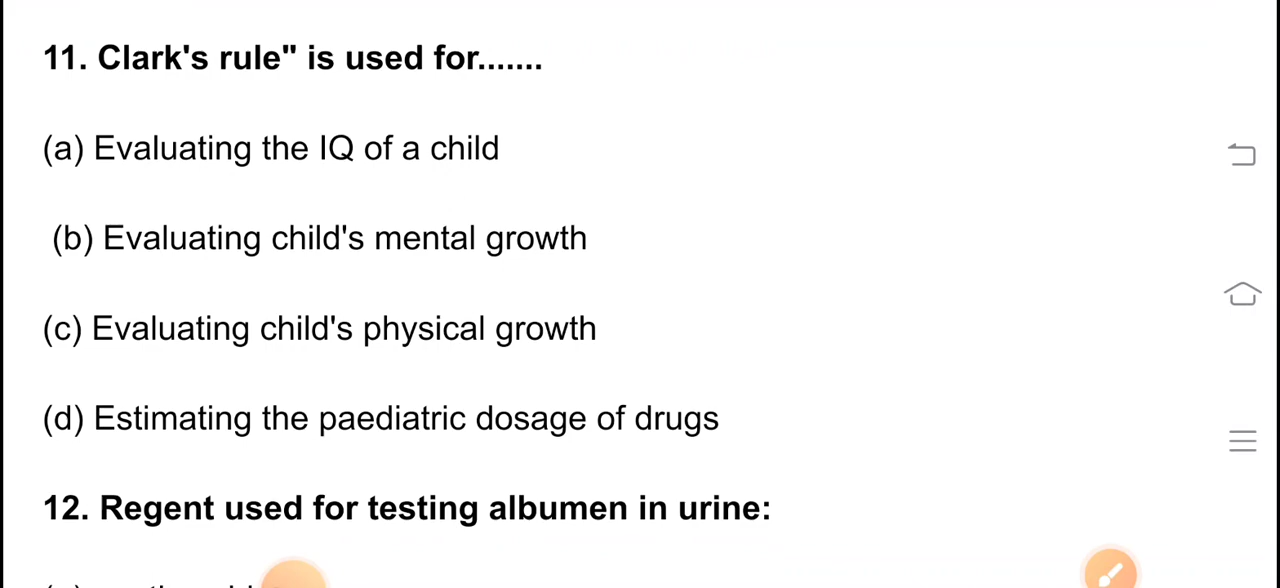 11. Clark's rule" is used for.......
(a) Evaluating the IQ of a child
(b) Evaluating child's mental growth
(c) Evaluating child's physical growth
(d) Estimating the paediatric dosage of drugs
12. Regent used for testing albumen in urine: